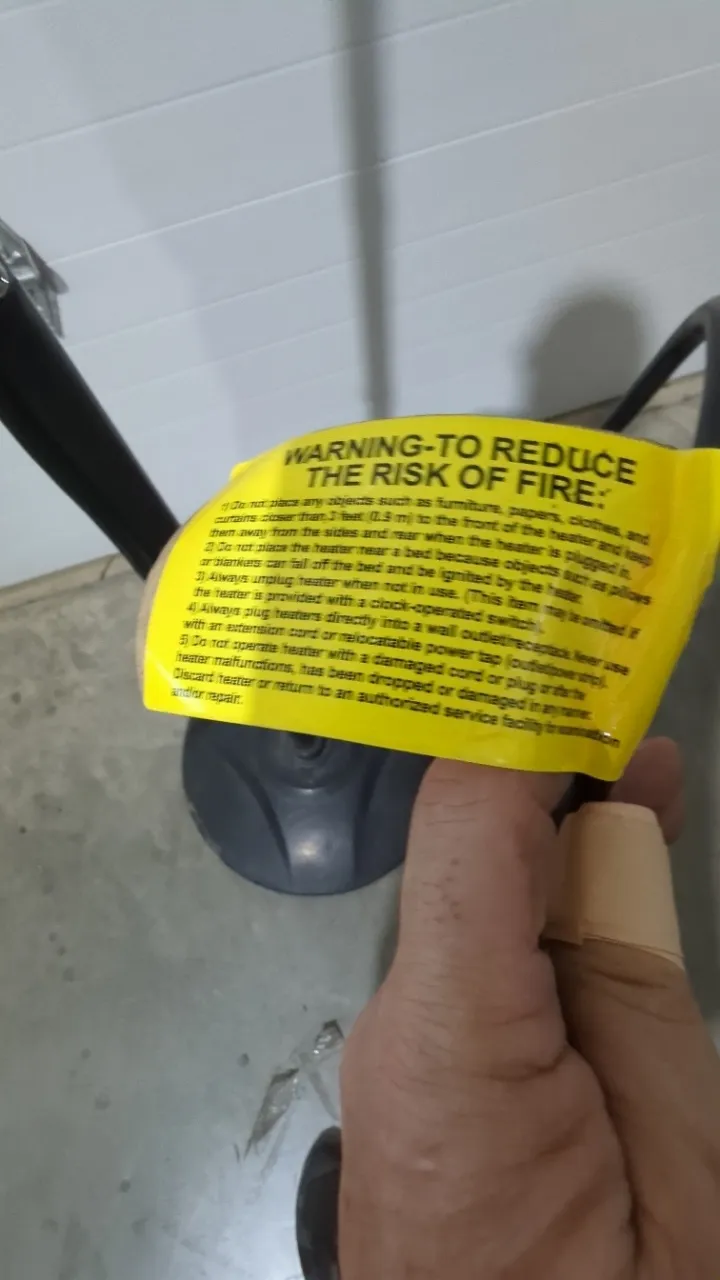 WARNING-TO REDUCE
THE RISK OF FIRE:
1) Do not place any objects such as furniture, papers, clothes, and
curtains closer than 3 feet (0.9 m) to the front of the heater and keep
them away from the sides and rear when the heater is plugged in.
2) Do not place the heater near a bed because objects such as pillows
or blankets can fall off the bed and be ignited by the heater.
3) Always unplug heater when not in use. (This item may be omitted if
the heater is provided with a clock-operated switch.
4) Always plug heaters directly into a wall outlet/receptacle. Never use
with an extension cord or relocatable power tap (outlet/power strip).
5) Do not operate heater with a damaged cord or plug or after the
heater malfunctions, has been dropped or damaged in any manner.
Discard heater or return to an authorized service facility for examination
and/or repair.